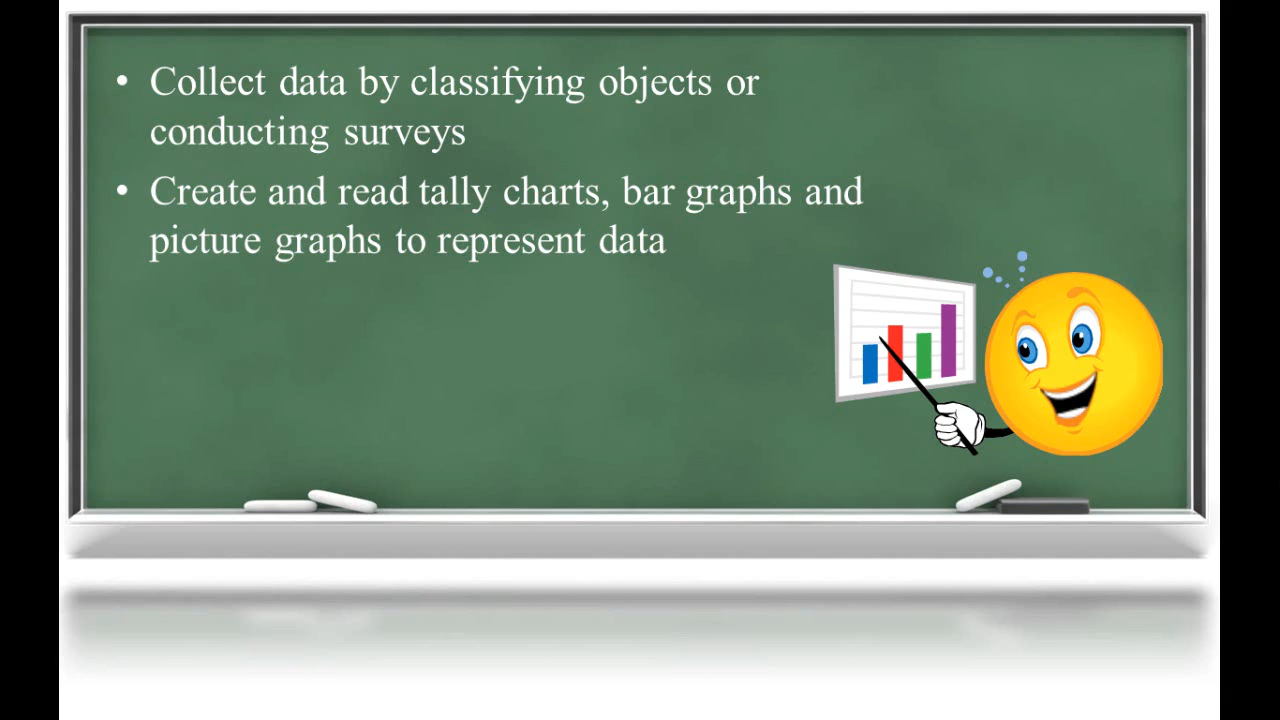 • Collect data by classifying objects or
conducting surveys
• Create and read tally charts, bar graphs and
picture graphs to represent data